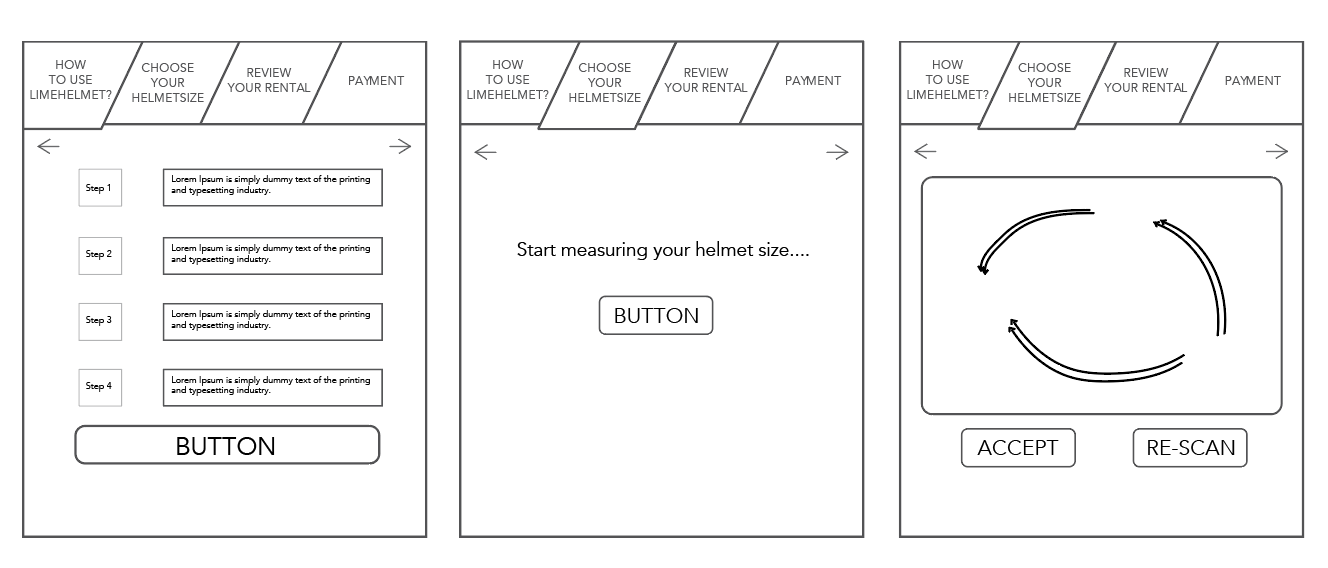 HOW
TO USE
LIMEHELMET?
CHOOSE
YOUR
HELMETSIZE
REVIEW
YOUR RENTAL
PAYMENT
Step 1
Lorem Ipsum is simply dummy text of the printing
and typesetting industry.
Step 2
Lorem Ipsum is simply dummy text of the printing
and typesetting industry.
Step 3
Lorem Ipsum is simply dummy text of the printing
and typesetting industry.
Step 4
Lorem Ipsum is simply dummy text of the printing
and typesetting industry.
BUTTON
HOW
TO USE
LIMEHELMET?
CHOOSE
YOUR
HELMETSIZE
REVIEW
YOUR RENTAL
PAYMENT
Start measuring your helmet size....
BUTTON
HOW
TO USE
LIMEHELMET?
CHOOSE
YOUR
HELMETSIZE
REVIEW
YOUR RENTAL
PAYMENT
ACCEPT
RE-SCAN